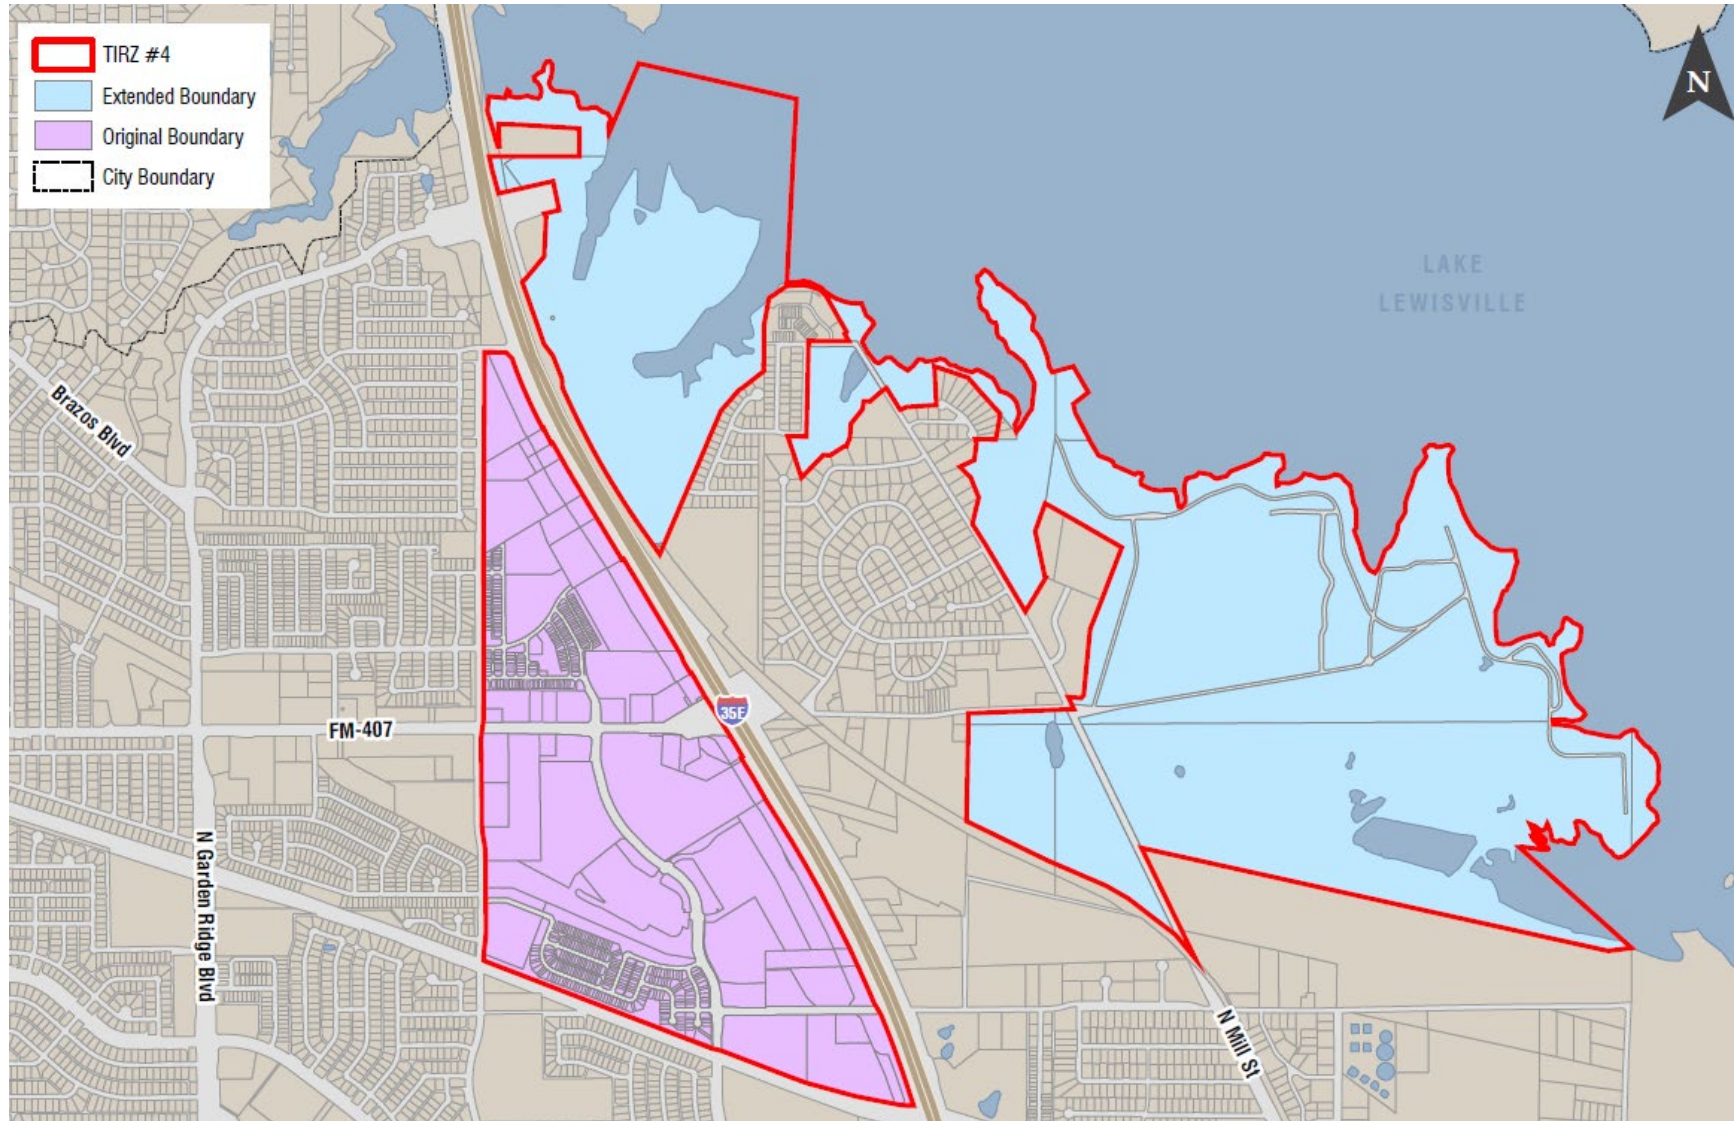 TIRZ #4
Extended Boundary
Original Boundary
City Boundary
N
LAKE
LEWISVILLE
Brazos Blvd
35E
FM-407
N Garden Ridge Blvd
N Mill St